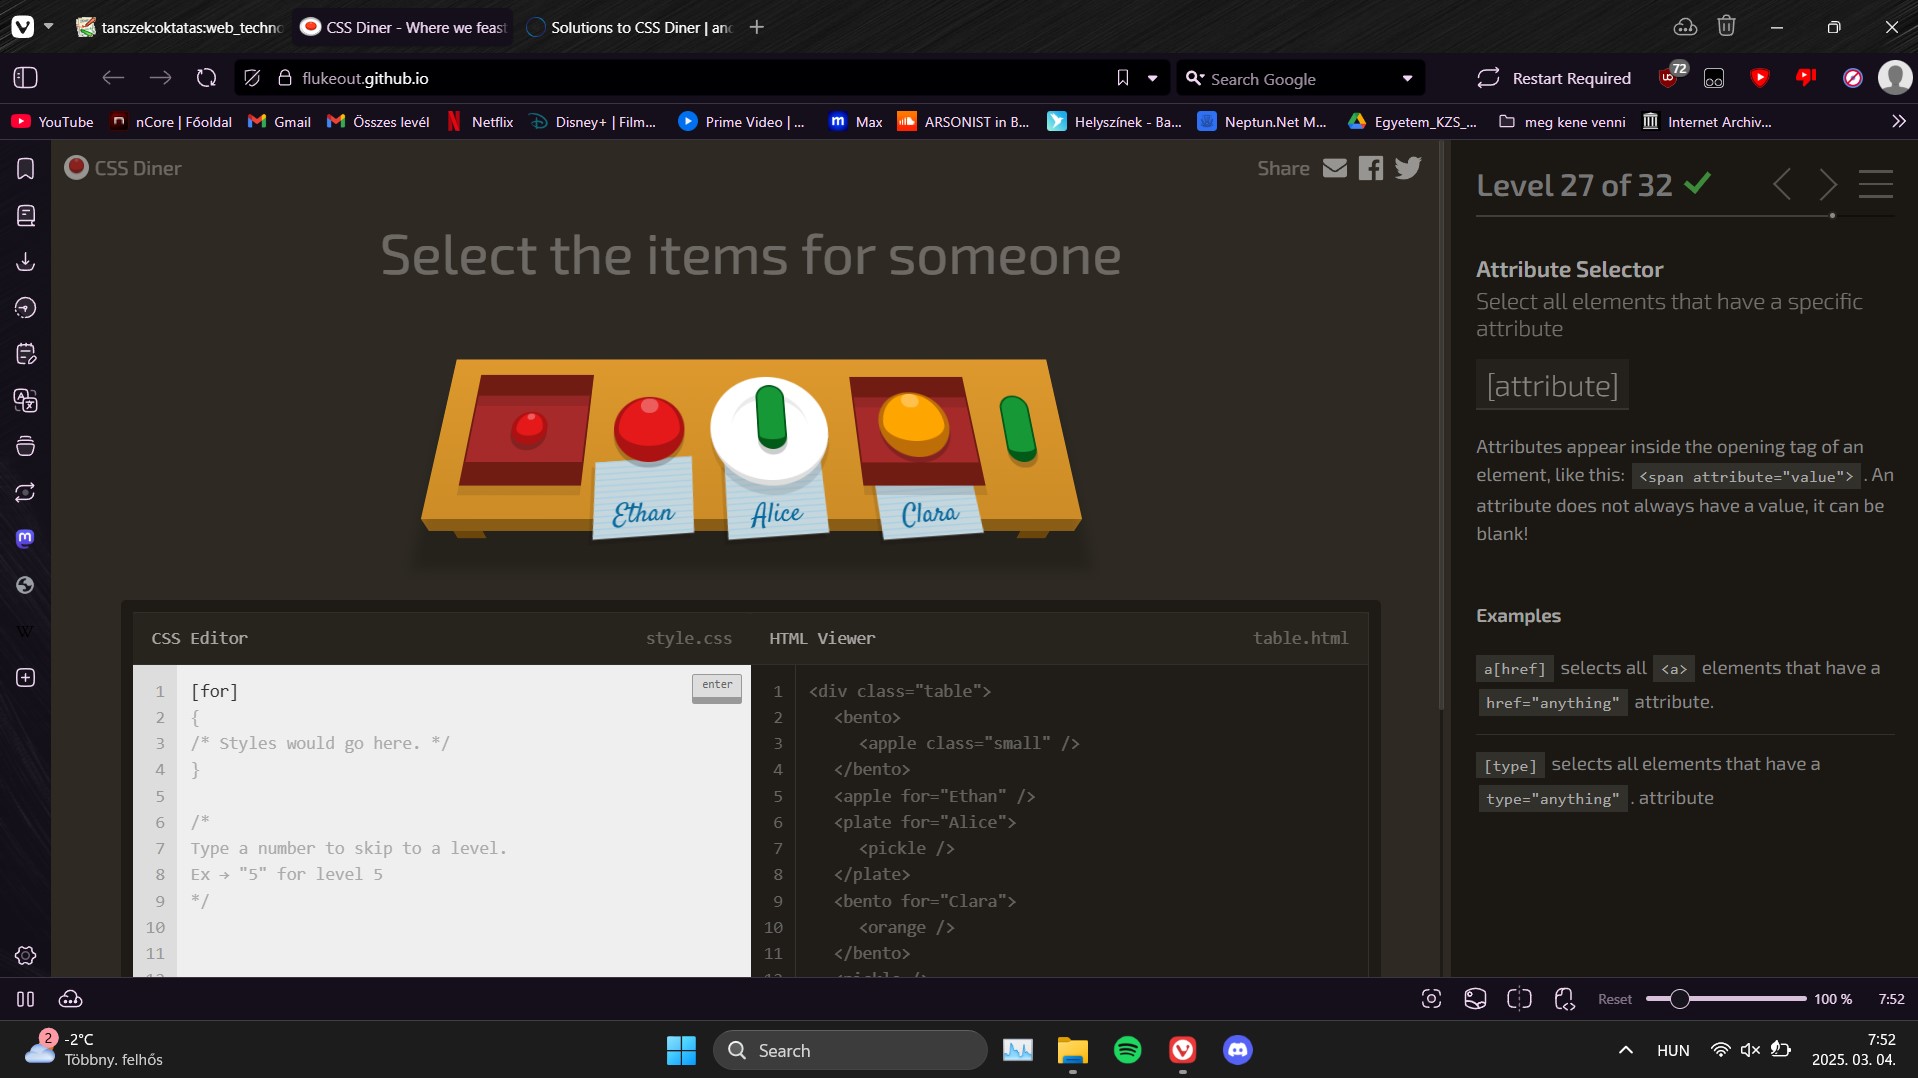 tanszek:oktatas:web_techno
CSS Diner - Where we feast
Solutions to CSS Diner | and
flukeout.github.io
Search Google
Restart Required
72
YouTube
nCore | Főoldal
Gmail
Összes levél
Netflix
Disney+ | Film...
Prime Video | ...
Max
ARSONIST in B...
Helyszínek - Ba...
Neptun.Net M...
Egyetem_KZS_...
meg kene venni
Internet Archiv...
CSS Diner
Share
Select the items for someone
Ethan
Alice
Clara
CSS Editor
style.css
HTML Viewer
table.html
enter
1 [for]
2 {
3 /* Styles would go here. */
4 }
5
6 /*
7 Type a number to skip to a level.
8 Ex → "5" for level 5
9 */
10
11
1 <div class="table">
2 <bento>
3 <apple class="small" />
4 </bento>
5 <apple for="Ethan" />
6 <plate for="Alice">
7 <pickle />
8 </plate>
9 <bento for="Clara">
10 <orange />
11 </bento>
Level 27 of 32
Attribute Selector
Select all elements that have a specific
attribute
[attribute]
Attributes appear inside the opening tag of an
element, like this: <span attribute="value"> . An
attribute does not always have a value, it can be
blank!
Examples
a[href] selects all <a> elements that have a
href="anything" attribute.
[type] selects all elements that have a
type="anything" . attribute
Reset
100 %
7:52
2
-2°C
Többny. felhős
Search
HUN
7:52
2025. 03. 04.